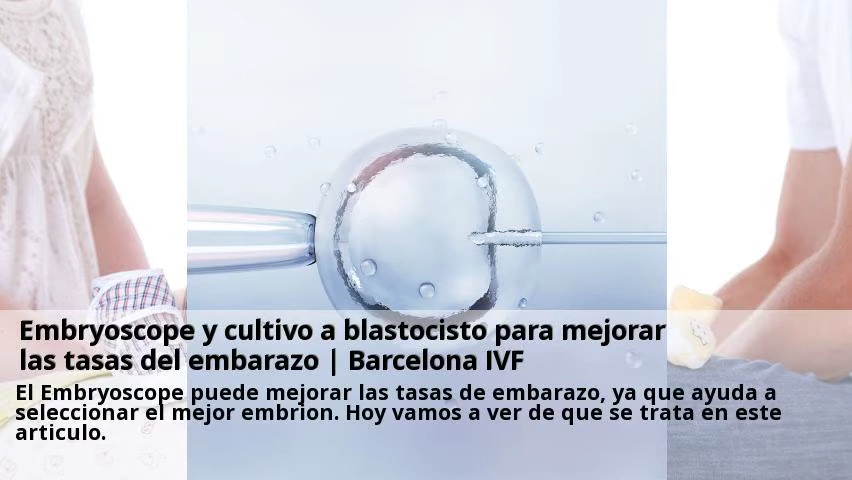 Embryoscope y cultivo a blastocisto para mejorar
las tasas del embarazo | Barcelona IVF
El Embryoscope puede mejorar las tasas de embarazo, ya que ayuda a
seleccionar el mejor embrion. Hoy vamos a ver de que se trata en este
articulo.